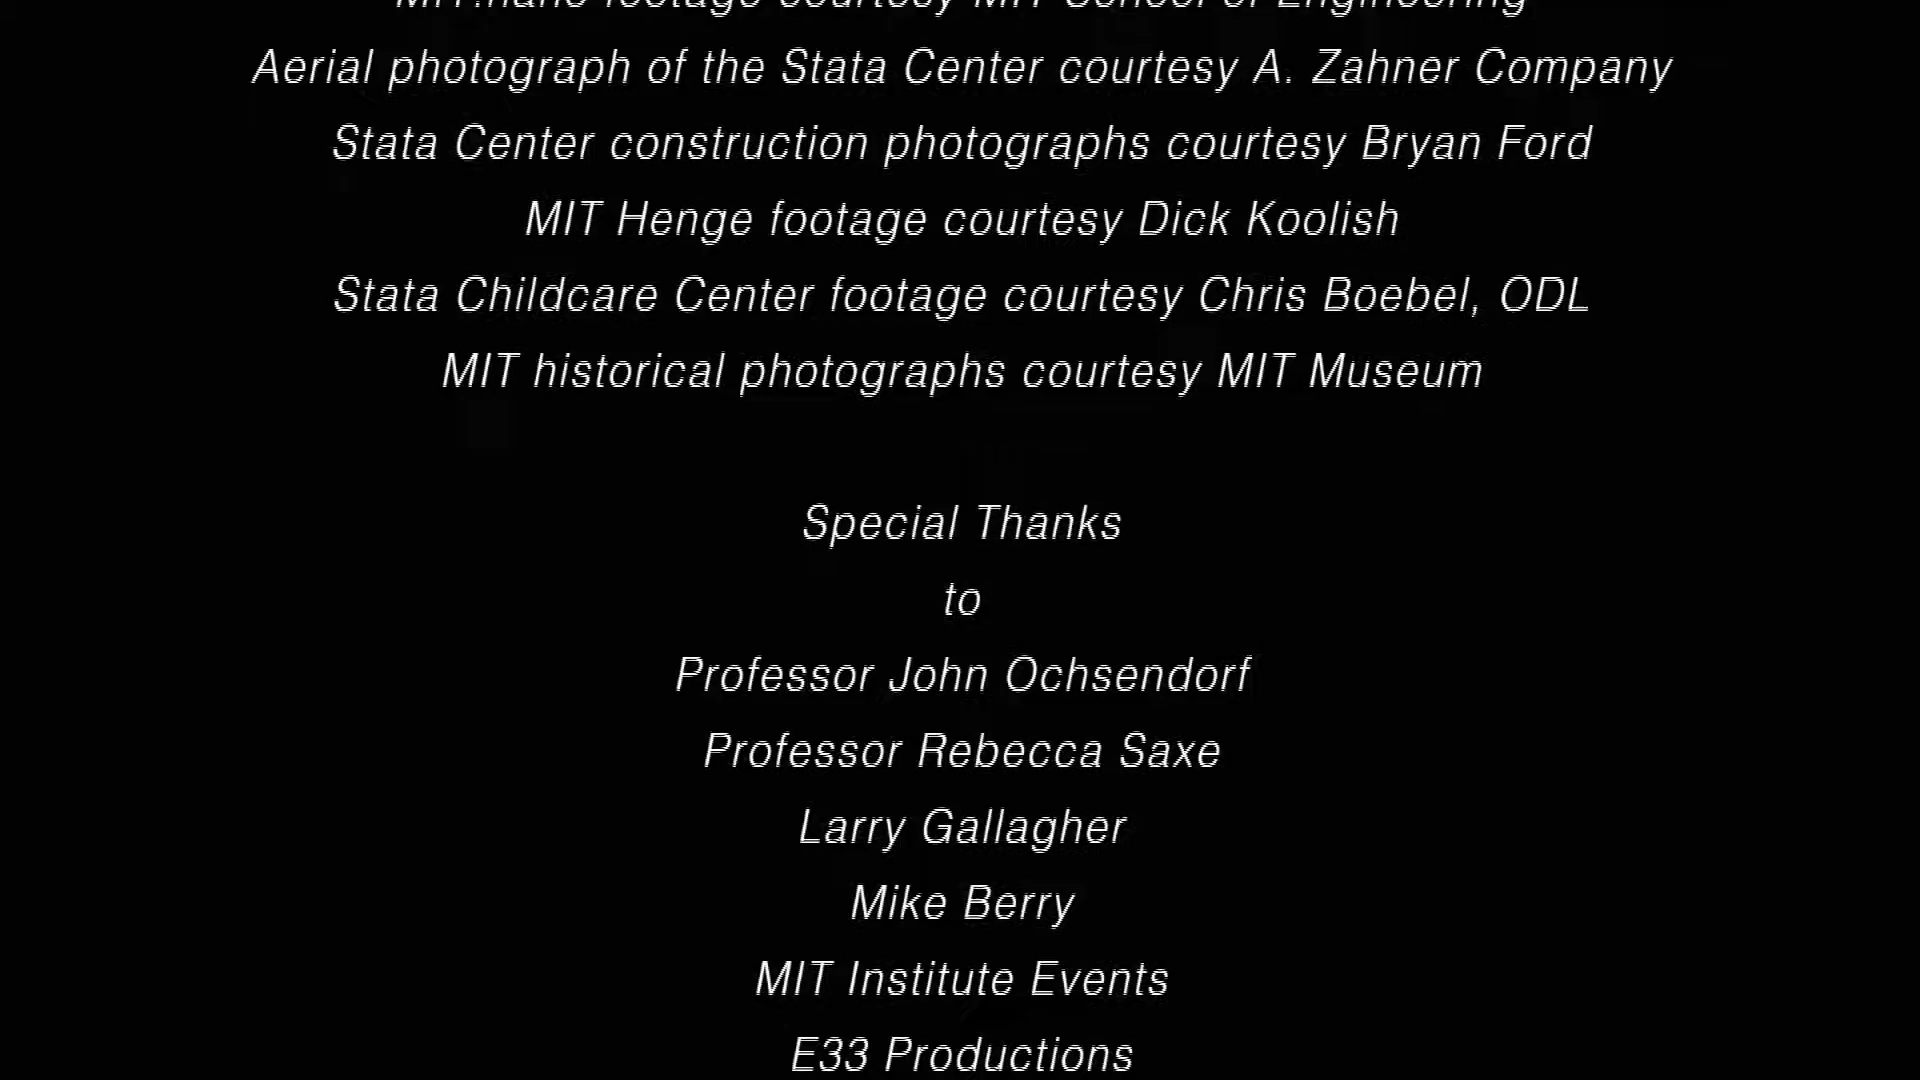 MIT.nano footage courtesy MIT School of Engineering
Aerial photograph of the Stata Center courtesy A. Zahner Company
Stata Center construction photographs courtesy Bryan Ford
MIT Henge footage courtesy Dick Koolish
Stata Childcare Center footage courtesy Chris Boebel, ODL
MIT historical photographs courtesy MIT Museum
Special Thanks
to
Professor John Ochsendorf
Professor Rebecca Saxe
Larry Gallagher
Mike Berry
MIT Institute Events
E33 Productions